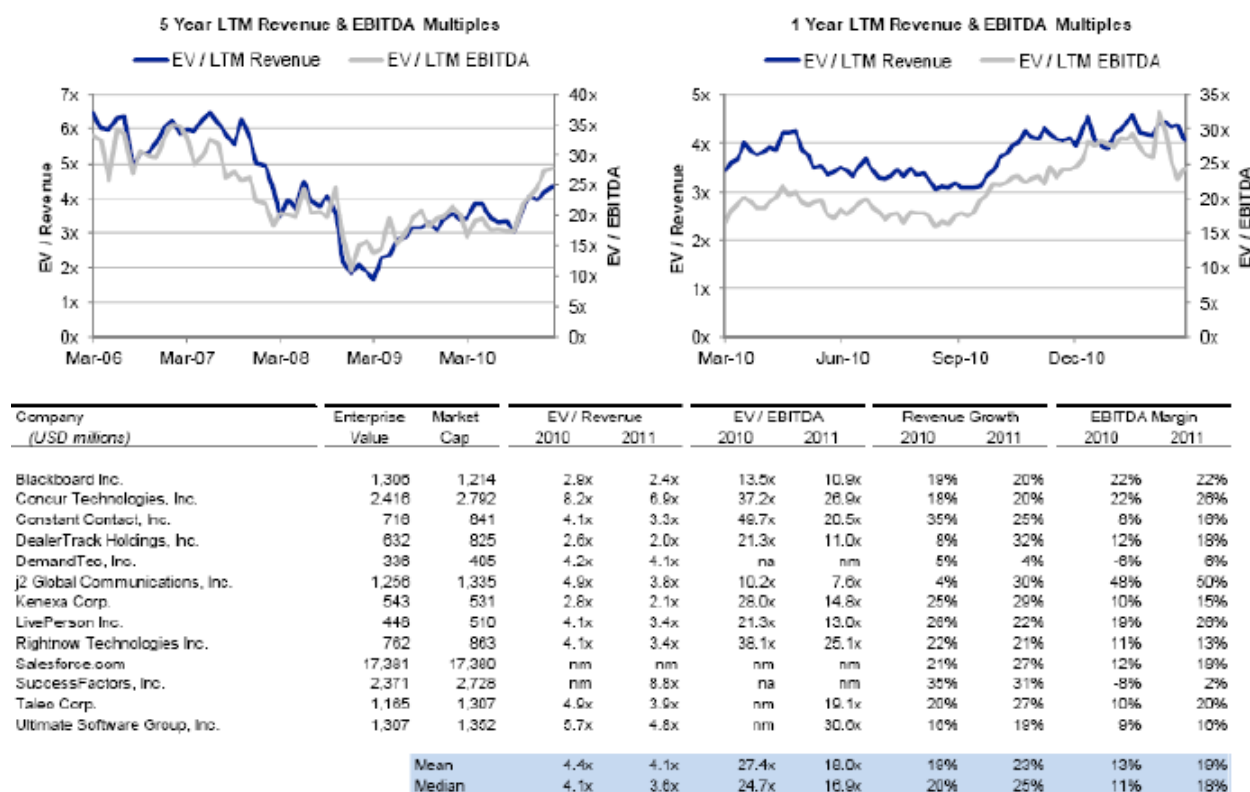 5 Year LTM Revenue & EBITDA Multiples
EV / LTM Revenue EV / LTM EBITDA
7x
6x
5x
4x
3x
2x
1x
0x
EV / Revenue
40x
35x
30x
25x
20x
15x
10x
5x
0x
EV / EBITDA
Mar-06 Mar-07 Mar-08 Mar-09 Mar-10
1 Year LTM Revenue & EBITDA Multiples
EV / LTM Revenue EV / LTM EBITDA
5x
4x
3x
2x
1x
0x
EV / Revenue
35x
30x
25x
20x
15x
10x
5x
0x
EV / EBITDA
Mar-10 Jun-10 Sep-10 Dec-10
Company Enterprise Market EV / Revenue EV / EBITDA Revenue Growth EBITDA Margin
(USD millions) Value Cap 2010 2011 2010 2011 2010 2011 2010 2011
Blackboard Inc. 1,306 1,214 2.9x 2.4x 13.5x 10.9x 19% 20% 22% 22%
Concur Technologies, Inc. 2,416 2,792 8.2x 6.9x 37.2x 26.9x 18% 20% 22% 26%
Constant Contact, Inc. 716 841 4.1x 3.3x 49.7x 20.5x 35% 25% 8% 16%
DealerTrack Holdings, Inc. 632 825 2.6x 2.0x 21.3x 11.0x 8% 32% 12% 18%
DemandTec, Inc. 336 405 4.2x 4.1x na nm 5% 4% -6% 6%
j2 Global Communications, Inc. 1,256 1,335 4.9x 3.8x 10.2x 7.6x 4% 30% 48% 50%
Kenexa Corp. 543 531 2.8x 2.1x 28.0x 14.8x 25% 29% 10% 15%
LivePerson Inc. 446 510 4.1x 3.4x 21.3x 13.0x 26% 22% 19% 26%
Rightnow Technologies Inc. 762 863 4.1x 3.4x 38.1x 25.1x 22% 21% 11% 13%
Salesforce.com 17,381 17,380 nm nm nm nm 21% 27% 12% 19%
SuccessFactors, Inc. 2,371 2,728 nm 8.8x na nm 35% 31% -8% 2%
Taleo Corp. 1,165 1,307 4.9x 3.9x nm 19.1x 20% 27% 10% 20%
Ultimate Software Group, Inc. 1,307 1,352 5.7x 4.8x nm 30.0x 16% 19% 9% 16%
Mean 4.4x 4.1x 27.4x 18.0x 19% 23% 13% 19%
Median 4.1x 3.6x 24.7x 16.9x 20% 25% 11% 18%